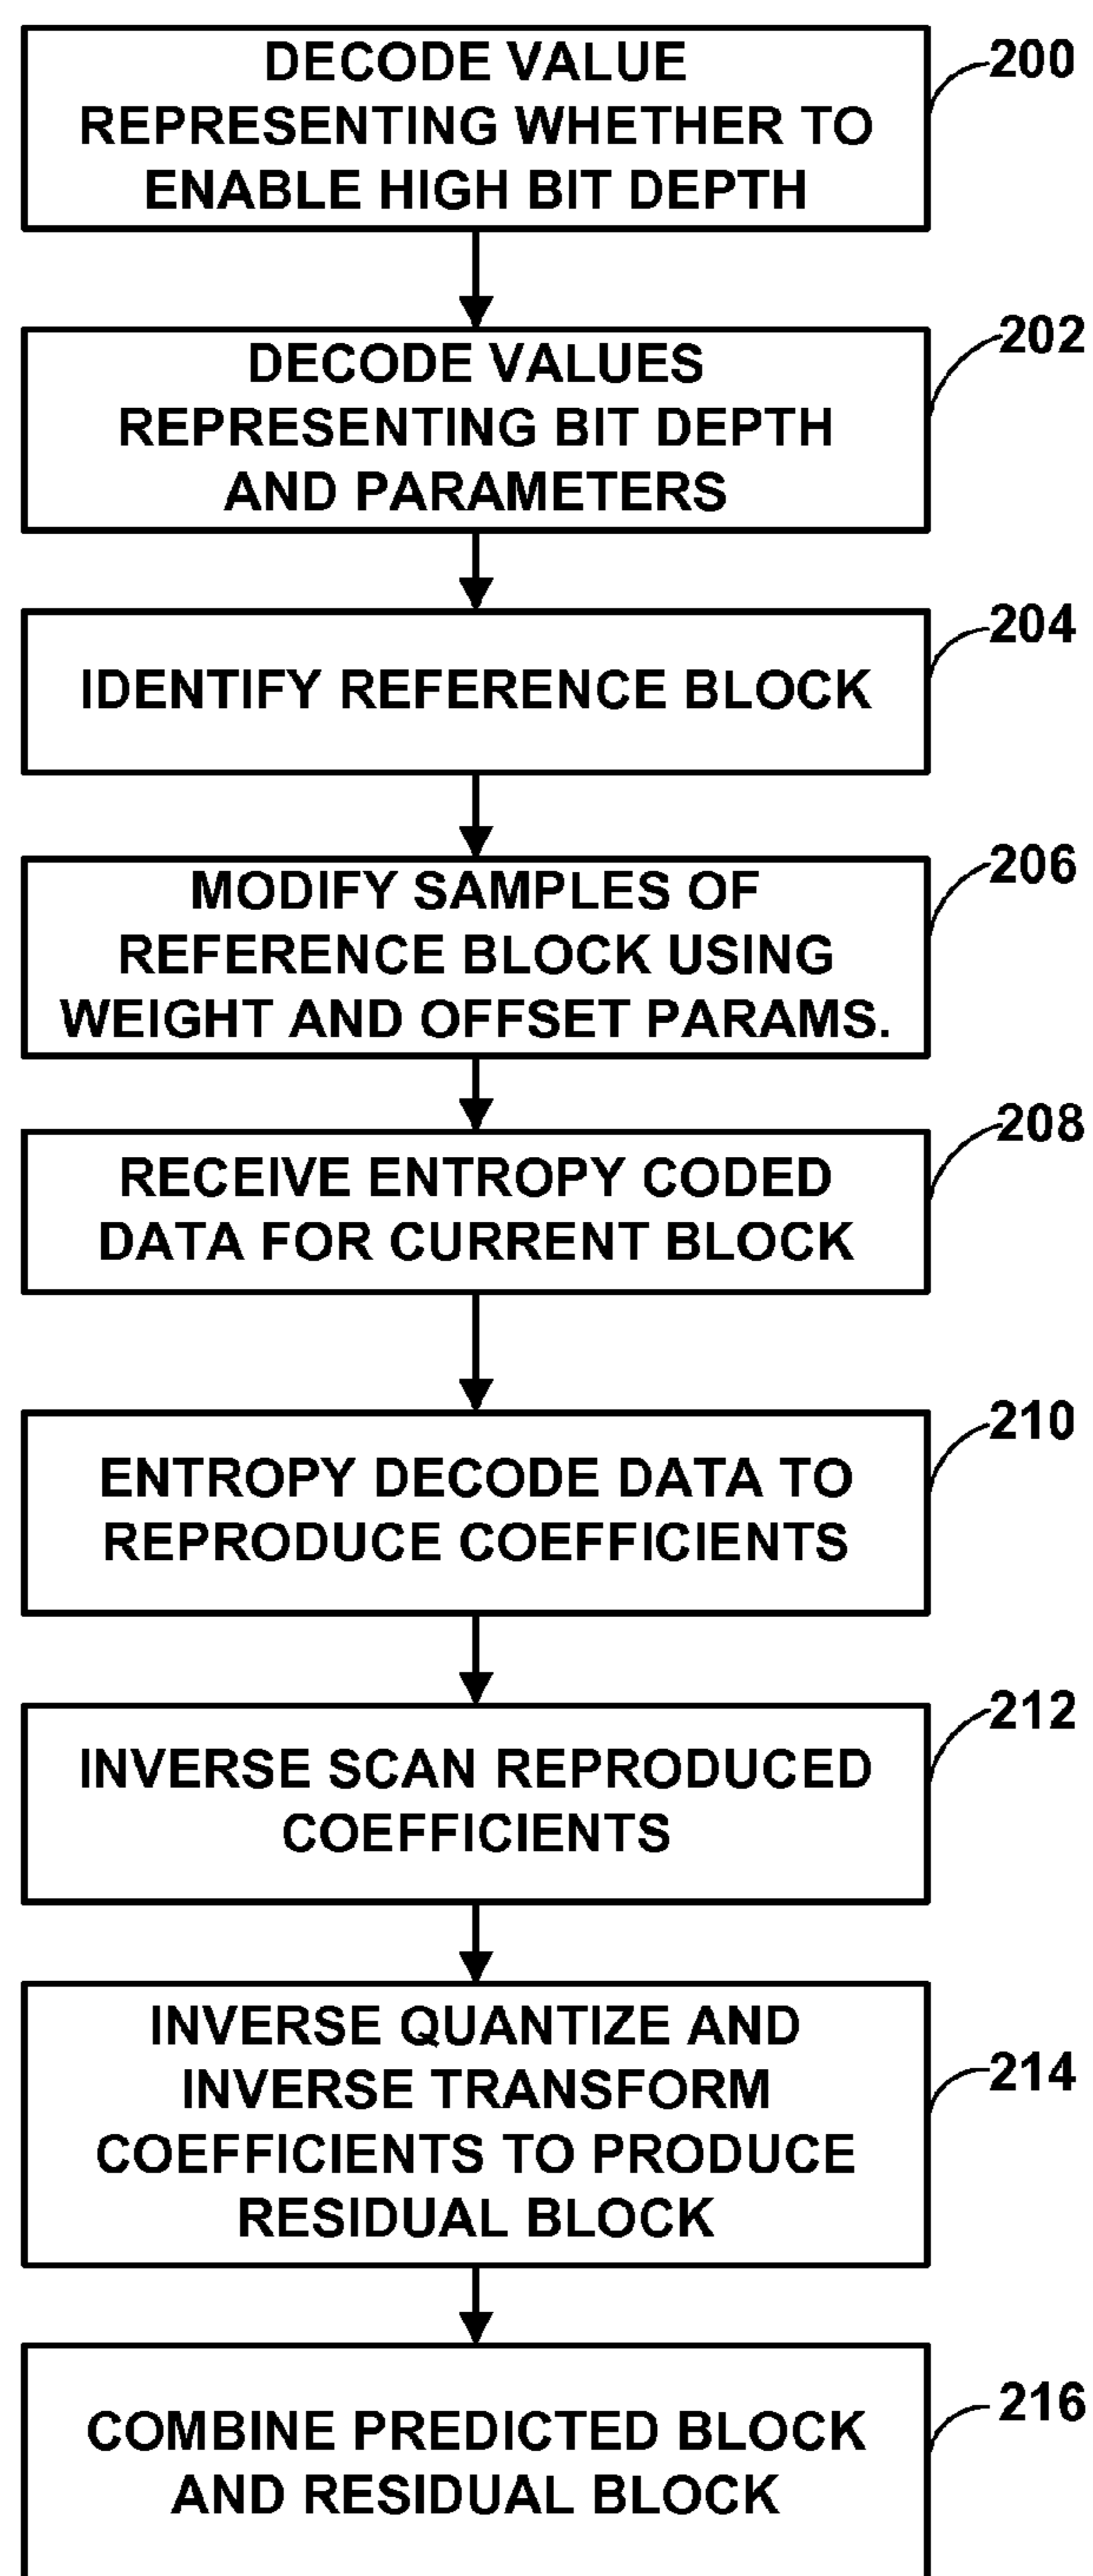 DECODE VALUE
REPRESENTING WHETHER TO
ENABLE HIGH BIT DEPTH
200
DECODE VALUES
REPRESENTING BIT DEPTH
AND PARAMETERS
202
IDENTIFY REFERENCE BLOCK
204
MODIFY SAMPLES OF
REFERENCE BLOCK USING
WEIGHT AND OFFSET PARAMS.
206
RECEIVE ENTROPY CODED
DATA FOR CURRENT BLOCK
208
ENTROPY DECODE DATA TO
REPRODUCE COEFFICIENTS
210
INVERSE SCAN REPRODUCED
COEFFICIENTS
212
INVERSE QUANTIZE AND
INVERSE TRANSFORM
COEFFICIENTS TO PRODUCE
RESIDUAL BLOCK
214
COMBINE PREDICTED BLOCK
AND RESIDUAL BLOCK
216